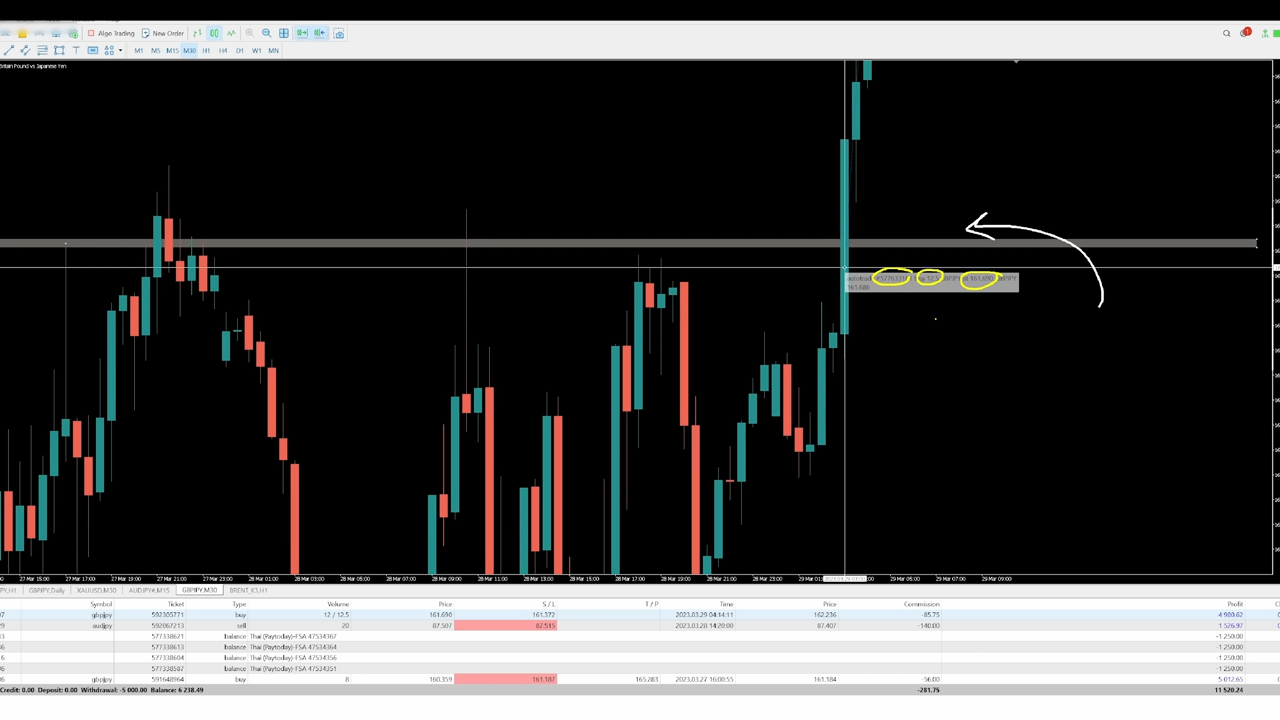 Algo Trading New Order
M1 M5 M15 M30 H1 H4 D1 W1 MN
Britain Pound vs Japanese Yen
161.690
27 Mar 15:00 27 Mar 17:00 27 Mar 19:00 27 Mar 21:00 27 Mar 23:00 28 Mar 01:00 28 Mar 03:00 28 Mar 05:00 28 Mar 07:00 28 Mar 09:00 28 Mar 11:00 28 Mar 13:00 28 Mar 15:00 28 Mar 17:00 28 Mar 19:00 28 Mar 21:00 28 Mar 23:00 29 Mar 29 Mar 05:00 29 Mar 07:00 29 Mar 09:00
GBPJPY,Daily XAUUSD,M30 AUDJPY#,M15 GBPJPY,M30 BRENT_K3,H1
Symbol Ticket Type Volume Price S / L T / P Time Price Commission Profit
gbpjpy 592305771 buy 12 / 12.5 161.690 161.372 2023.03.29 04:14:11 162.236 -85.75 4 980.62
audjpy 592067213 sell 20 87.507 87.515 2023.03.28 14:20:00 87.407 -140.00 1 526.97
577338621 balance Thai (Paytoday)-FSA 47534367 -1 250.00
577338613 balance Thai (Paytoday)-FSA 47534364 -1 250.00
577338604 balance Thai (Paytoday)-FSA 47534356 -1 250.00
577338587 balance Thai (Paytoday)-FSA 47534351 -1 250.00
gbpjpy 591648964 buy 8 160.359 161.187 165.283 2023.03.27 16:00:55 161.184 -56.00 5 012.65
Credit: 0.00 Deposit: 0.00 Withdrawal: -5 000.00 Balance: 6 238.49 -281.75 11 520.24